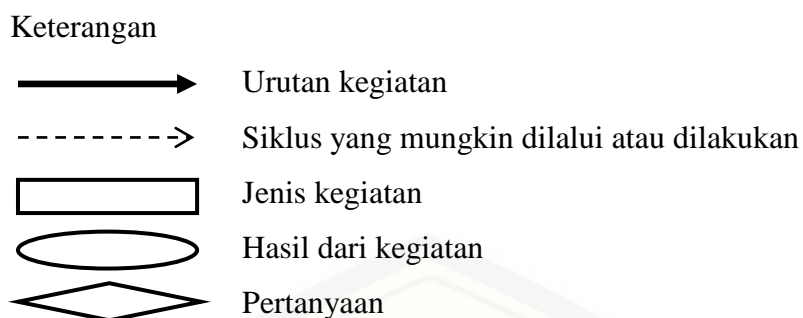 Keterangan
Urutan kegiatan
Siklus yang mungkin dilalui atau dilakukan
Jenis kegiatan
Hasil dari kegiatan
Pertanyaan